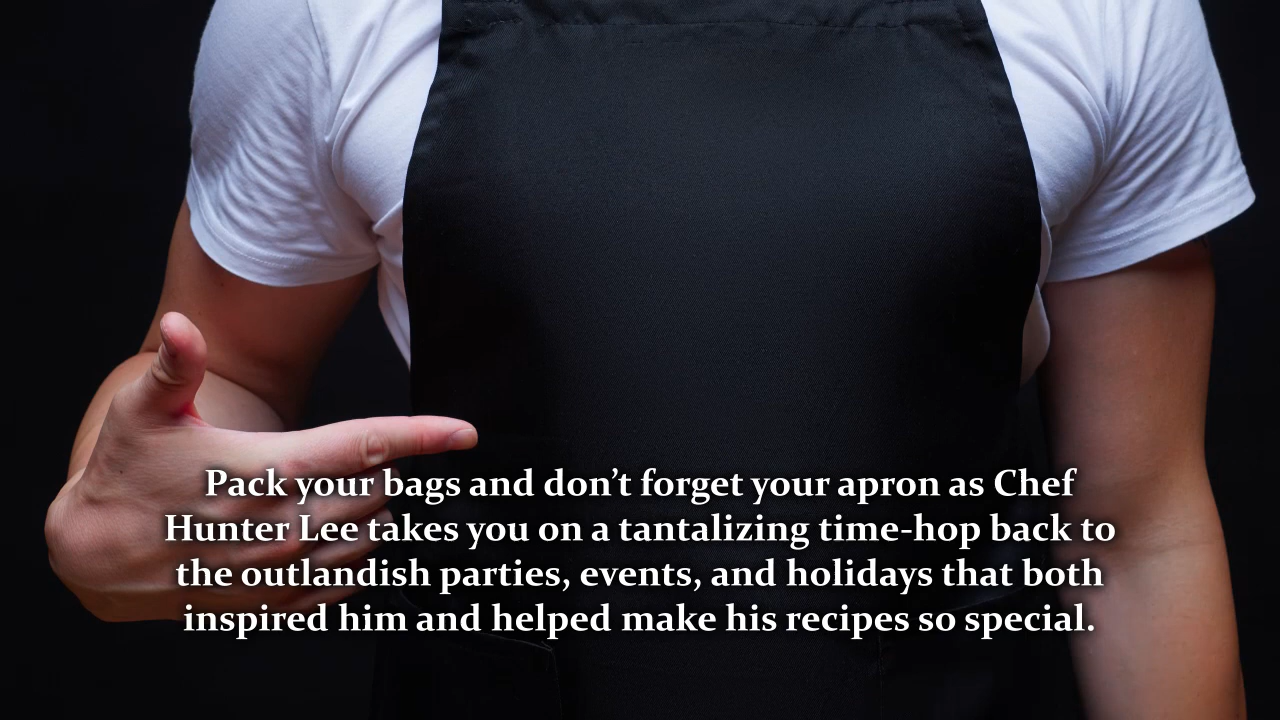 Pack your bags and don’t forget your apron as Chef
Hunter Lee takes you on a tantalizing time-hop back to
the outlandish parties, events, and holidays that both
inspired him and helped make his recipes so special.